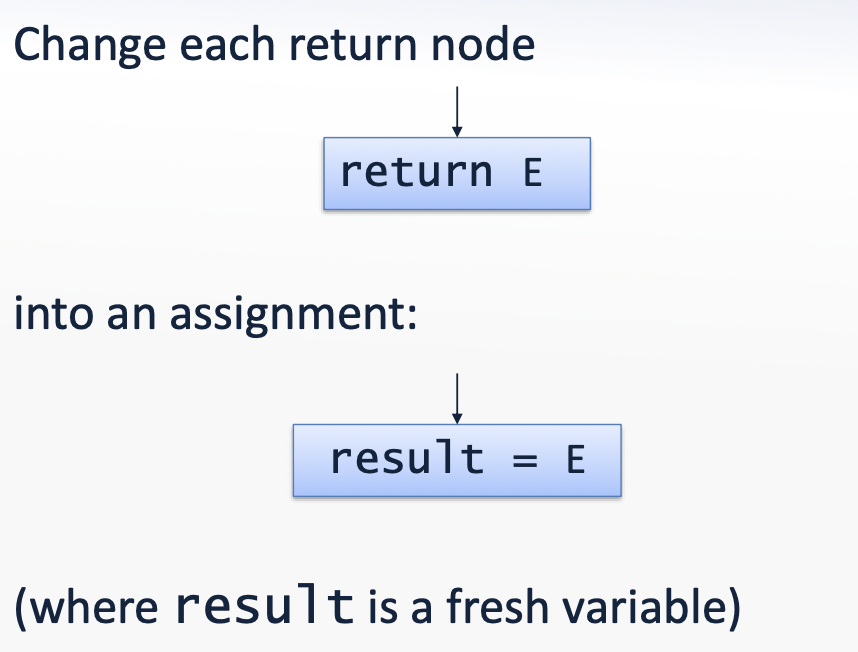 Change each return node
return E
into an assignment:
result = E
(where result is a fresh variable)